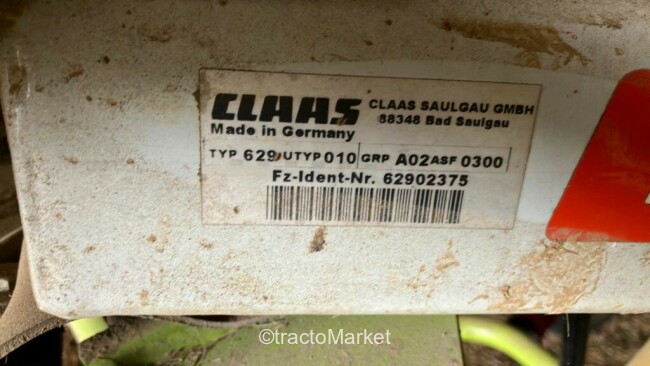 CLAAS
CLAAS SAULGAU GMBH
88348 Bad Saulgau
Made in Germany
TYP 629/UTYP 010 GRP A02 ASF 0300
Fz-Ident-Nr. 62902375
©tractoMarket